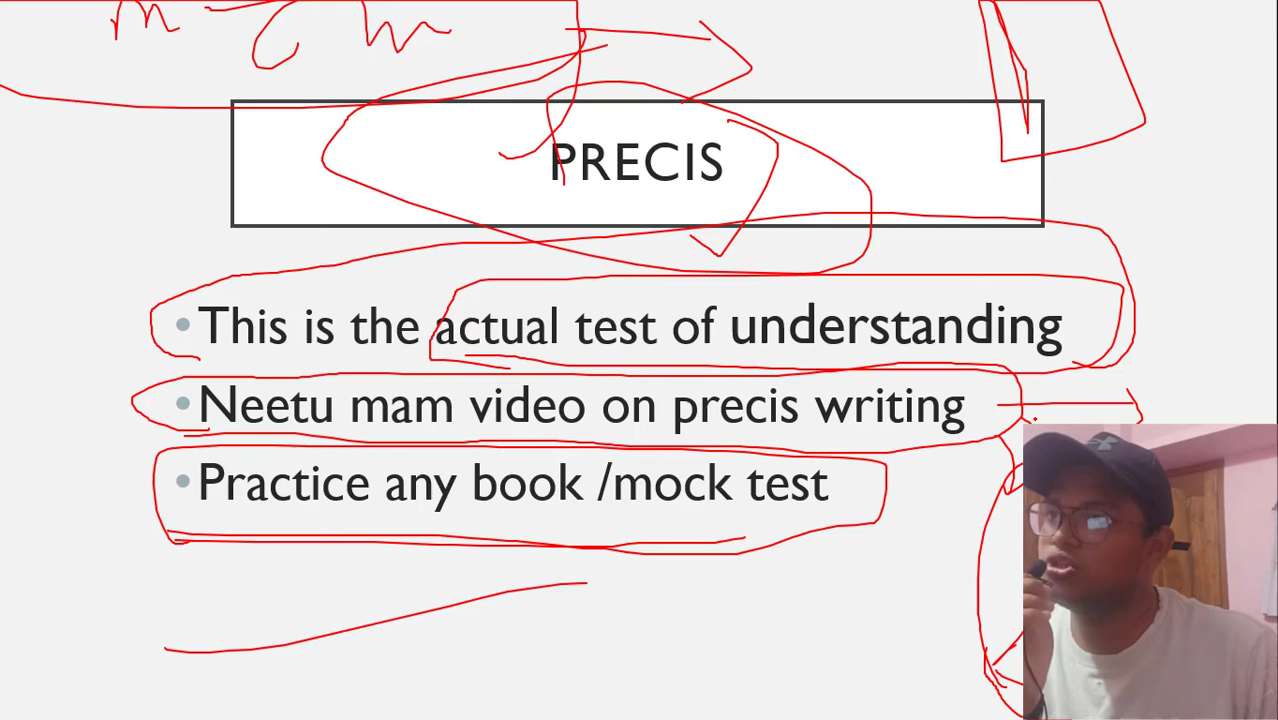 PRECIS
• This is the actual test of understanding
• Neetu mam video on precis writing
• Practice any book /mock test